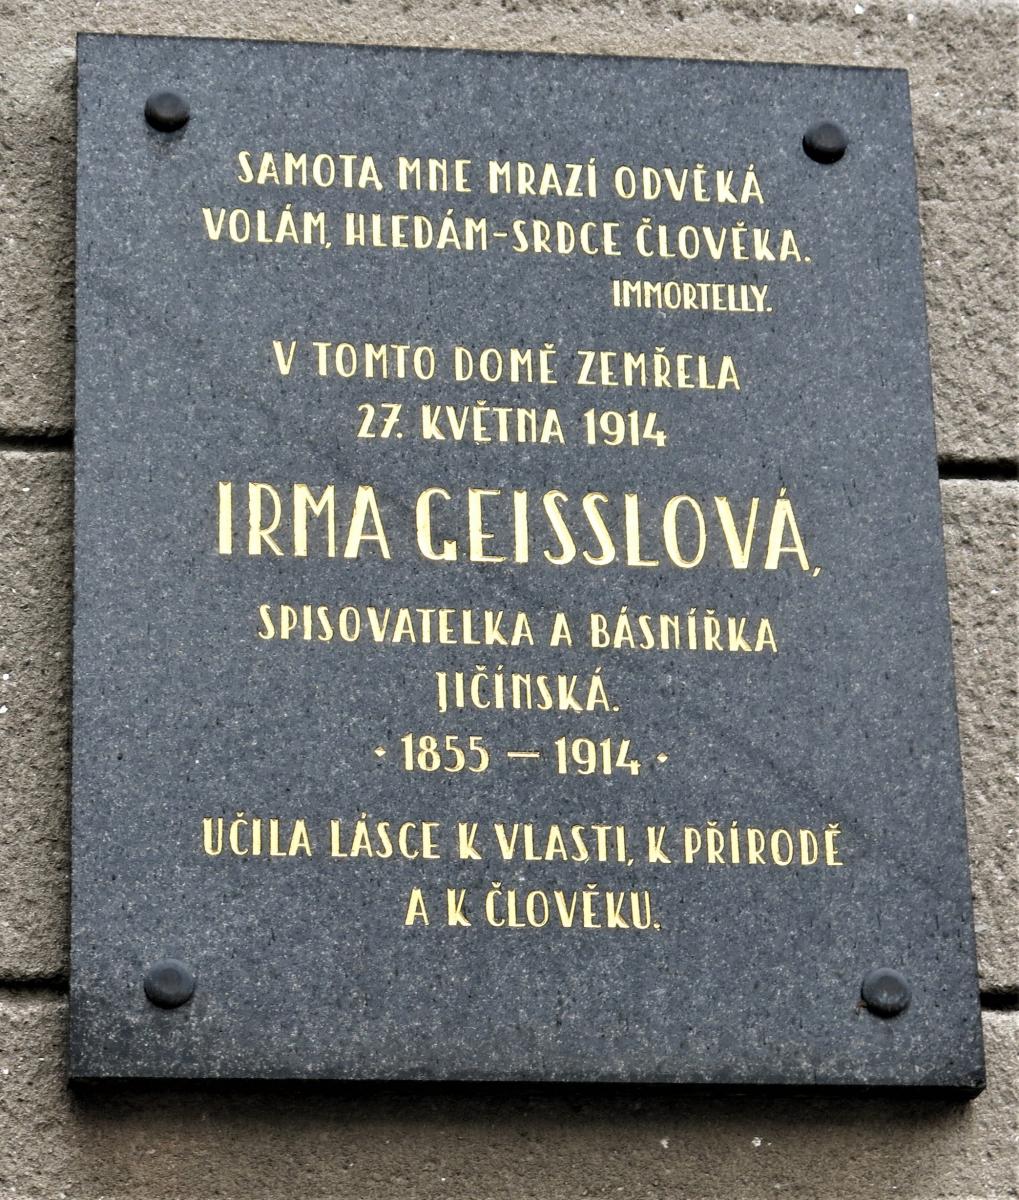 SAMOTA MNE MRAZÍ ODVĚKÁ
VOLÁM, HLEDÁM-SRDCE ČLOVĚKA.
IMMORTELLY.
V TOMTO DOMĚ ZEMŘELA
27. KVĚTNA 1914
IRMA GEISSLOVÁ,
SPISOVATELKA A BÁSNÍŘKA
JIČÍNSKÁ.
· 1855 — 1914 ·
UČILA LÁSCE K VLASTI, K PŘÍRODĚ
A K ČLOVĚKU.